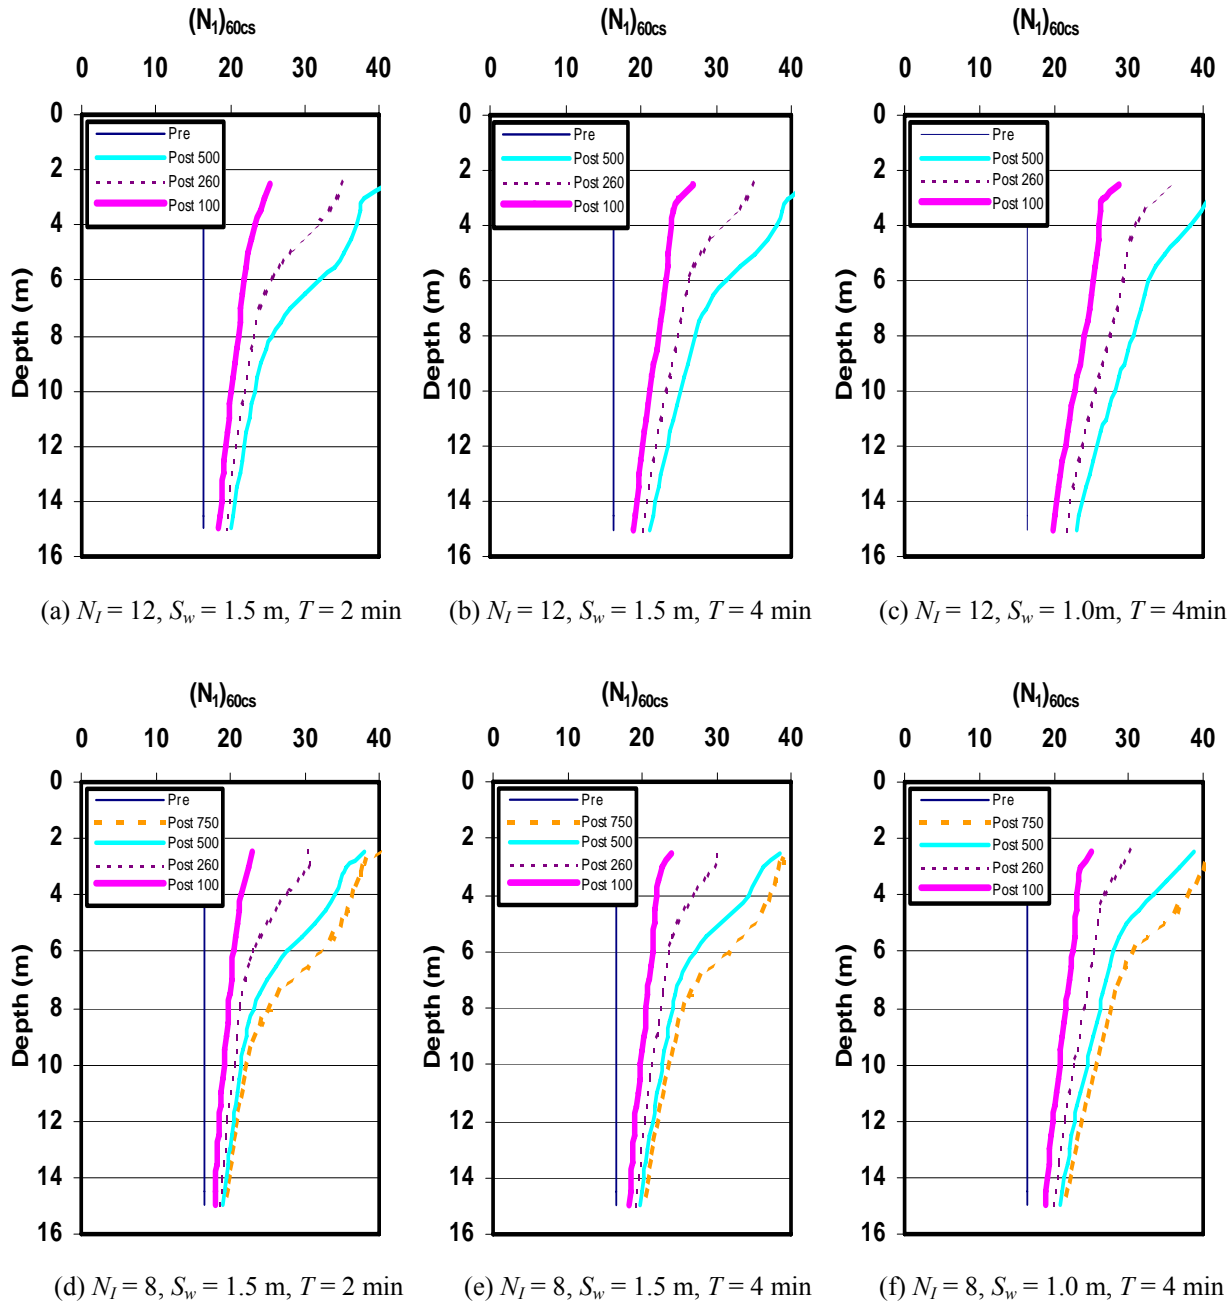 (N1)60cs (N1)60cs (N1)60cs
0 10 20 30 40 0 10 20 30 40 0 10 20 30 40
Depth (m)
0
2
4
6
8
10
12
14
16
Pre
Post 500
Post 260
Post 100
Depth (m)
0
2
4
6
8
10
12
14
16
Pre
Post 500
Post 260
Post 100
Depth (m)
0
2
4
6
8
10
12
14
16
Pre
Post 500
Post 260
Post 100
(a) NI = 12, Sw = 1.5 m, T = 2 min (b) NI = 12, Sw = 1.5 m, T = 4 min (c) NI = 12, Sw = 1.0m, T = 4min
(N1)60cs (N1)60cs (N1)60cs
0 10 20 30 40 0 10 20 30 40 0 10 20 30 40
Depth (m)
0
2
4
6
8
10
12
14
16
Pre
Post 750
Post 500
Post 260
Post 100
Depth (m)
0
2
4
6
8
10
12
14
16
Pre
Post 750
Post 500
Post 260
Post 100
Depth (m)
0
2
4
6
8
10
12
14
16
Pre
Post 750
Post 500
Post 260
Post 100
(d) NI = 8, Sw = 1.5 m, T = 2 min (e) NI = 8, Sw = 1.5 m, T = 4 min (f) NI = 8, Sw = 1.0 m, T = 4 min